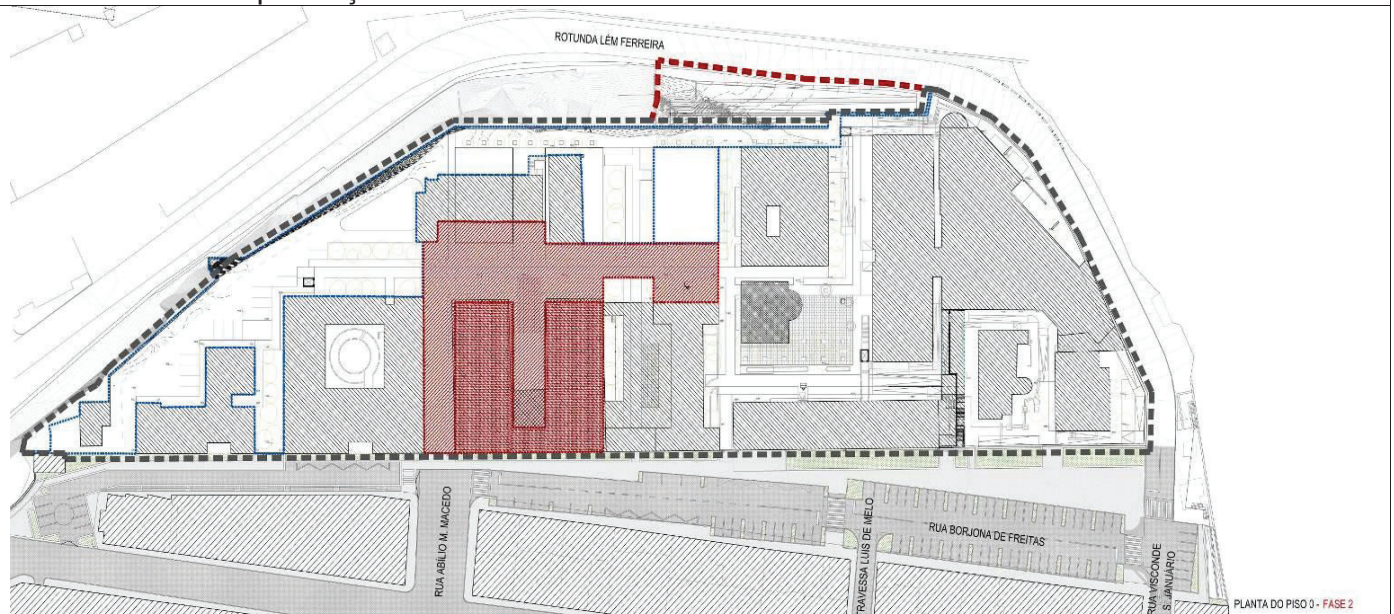 ROTUNDA LÉM FERREIRA
RUA ABÍLIO M. MACEDO
TRAVESSA LUIS DE MELO
RUA BORJONA DE FREITAS
RUA VISCONDE
S. JANUÁRIO
PLANTA DO PISO 0 - FASE 2